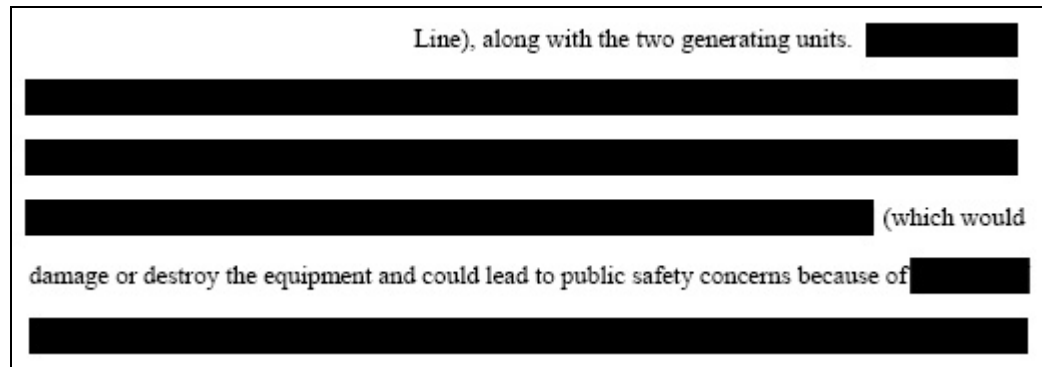 Line), along with the two generating units.
(which would
damage or destroy the equipment and could lead to public safety concerns because of